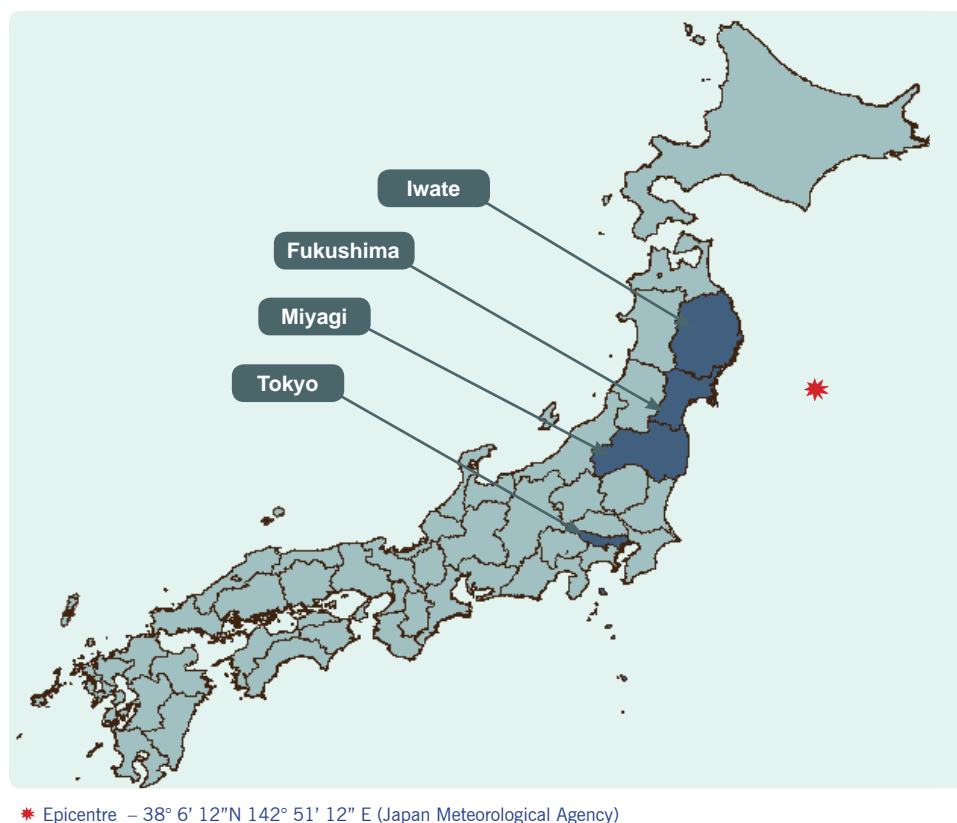 Iwate
Fukushima
Miyagi
Tokyo
Epicentre – 38° 6’ 12”N 142° 51’ 12” E (Japan Meteorological Agency)